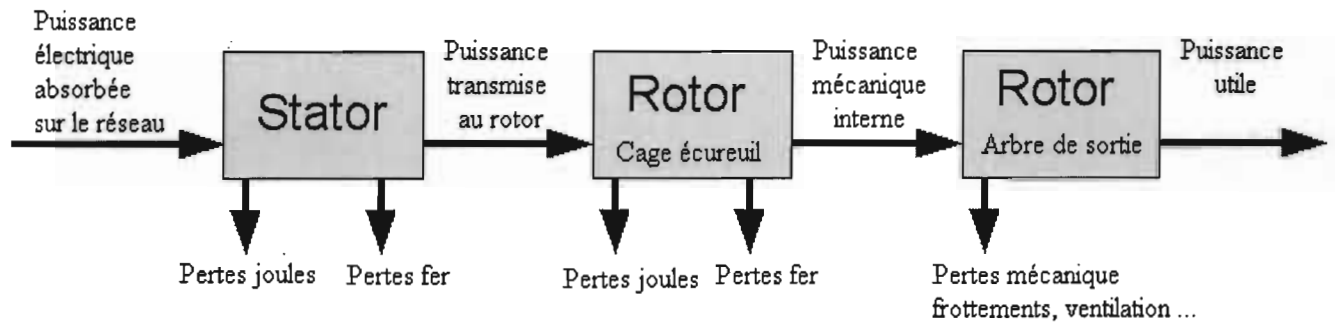 Puissance
électrique
absorbée
sur le réseau
Stator
Puissance
transmise
au rotor
Rotor
Cage écureuil
Puissance
mécanique
interne
Rotor
Arbre de sortie
Puissance
utile
Pertes joules
Pertes fer
Pertes joules
Pertes fer
Pertes mécanique
frottements, ventilation ...